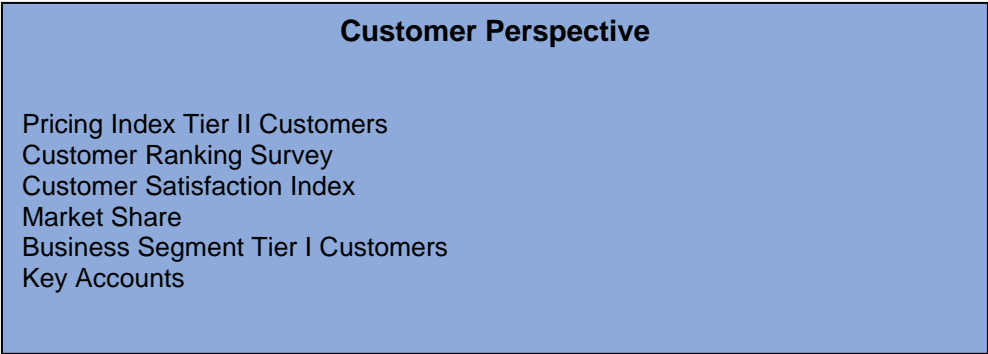 Customer Perspective
Pricing Index Tier II Customers
Customer Ranking Survey
Customer Satisfaction Index
Market Share
Business Segment Tier I Customers
Key Accounts